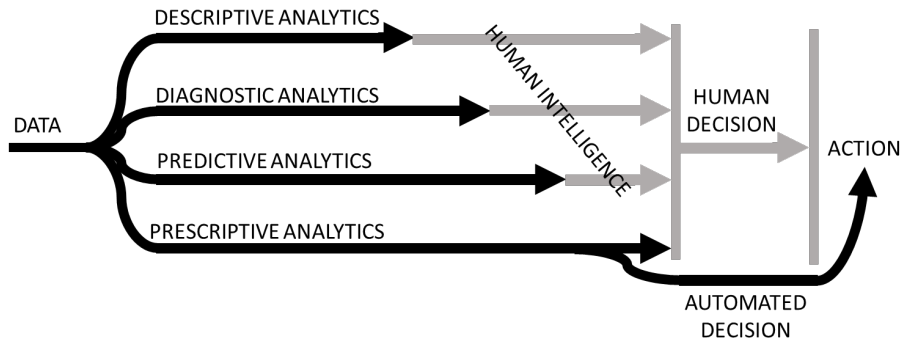 DESCRIPTIVE ANALYTICS
HUMAN INTELLIGENCE
DIAGNOSTIC ANALYTICS
HUMAN
DECISION
DATA
ACTION
PREDICTIVE ANALYTICS
PRESCRIPTIVE ANALYTICS
AUTOMATED
DECISION